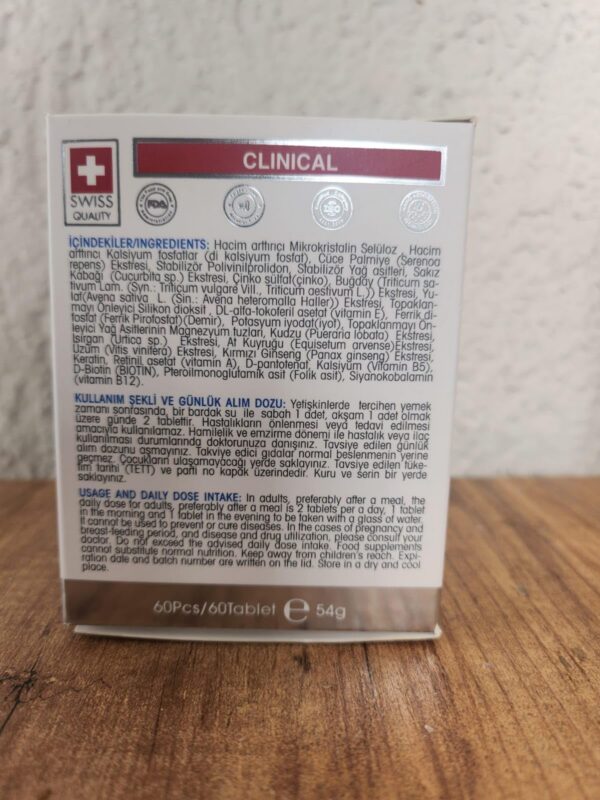 CLINICAL
SWISS
QUALITY
FDA
ISO
İÇİNDEKİLER/INGREDIENTS: Hacim arttırıcı Mikrokristalin Selüloz , Hacim
arttırıcı Kalsiyum fosfatlar (di kalsiyum fosfat), Cüce Palmiye (Serenoa
repens) Ekstresi, Stabilizör Polivinilprolidon, Stabilizör Yağ asitleri, Sakız
Kabağı (Cucurbita sp.) Ekstresi, Çinko sülfat(çinko), Buğday (Triticum sa-
tivum Lam. (Syn.: Triticum vulgare Vill., Triticum aestivum L.)) Ekstresi, Yu-
laf(Avena sativa L. (Sin.: Avena heteromalla Haller)) Ekstresi, Topaklan-
mayı Önleyici Silikon dioksit , DL-alfa-tokoferil asetat (vitamin E), Ferrik di-
fosfat (Ferrik Pirofosfat)(Demir), Potasyum iyodat(iyot), Topaklanmayı Ön-
leyici Yağ Asitlerinin Magnezyum tuzları, Kudzu (Pueraria lobata) Ekstresi,
Isırgan (Urtica sp.) Ekstresi, At Kuyruğu (Equisetum arvense)Ekstresi,
Üzüm (Vitis vinifera) Ekstresi, Kırmızı Ginseng (Panax ginseng) Ekstresi,
Keratin, Retinil asetat (vitamin A), D-pantotenat, Kalsiyum (Vitamin B5),
D-Biotin (BIOTIN), Pteroilmonoglutamik asit (Folik asit), Siyanokobalamin
(vitamin B12).
KULLANIM ŞEKLİ VE GÜNLÜK ALIM DOZU: Yetişkinlerde tercihen yemek
zamanı sonrasında, bir bardak su ile sabah 1 adet, akşam 1 adet olmak
üzere günde 2 tablettir. Hastalıkların önlenmesi veya tedavi edilmesi
amacıyla kullanılamaz. Hamilelik ve emzirme dönemi ile hastalık veya ilaç
kullanılması durumlarında doktorunuza danışınız. Tavsiye edilen günlük
alım dozunu aşmayınız. Takviye edici gıdalar normal beslenmenin yerine
geçmez. Çocukların ulaşamayacağı yerde saklayınız. Tavsiye edilen tüke-
tim tarihi (TETT) ve parti no kapak üzerindedir. Kuru ve serin bir yerde
saklayınız.
USAGE AND DAILY DOSE INTAKE: In adults, preferably after a meal, the
daily dose for adults, preferably after a meal is 2 tablets per a day, 1 tablet
in the morning and 1 tablet in the evening to be taken with a glass of water.
It cannot be used to prevent or cure diseases. In the cases of pregnancy and
breast-feeding period, and disease and drug utilization, please consult your
doctor. Do not exceed the advised daily dose intake. Food supplements
cannot substitute normal nutrition. Keep away from children's reach. Expi-
ration date and batch number are written on the lid. Store in a dry and cool
place.
60Pcs/60Tablet ℮ 54g